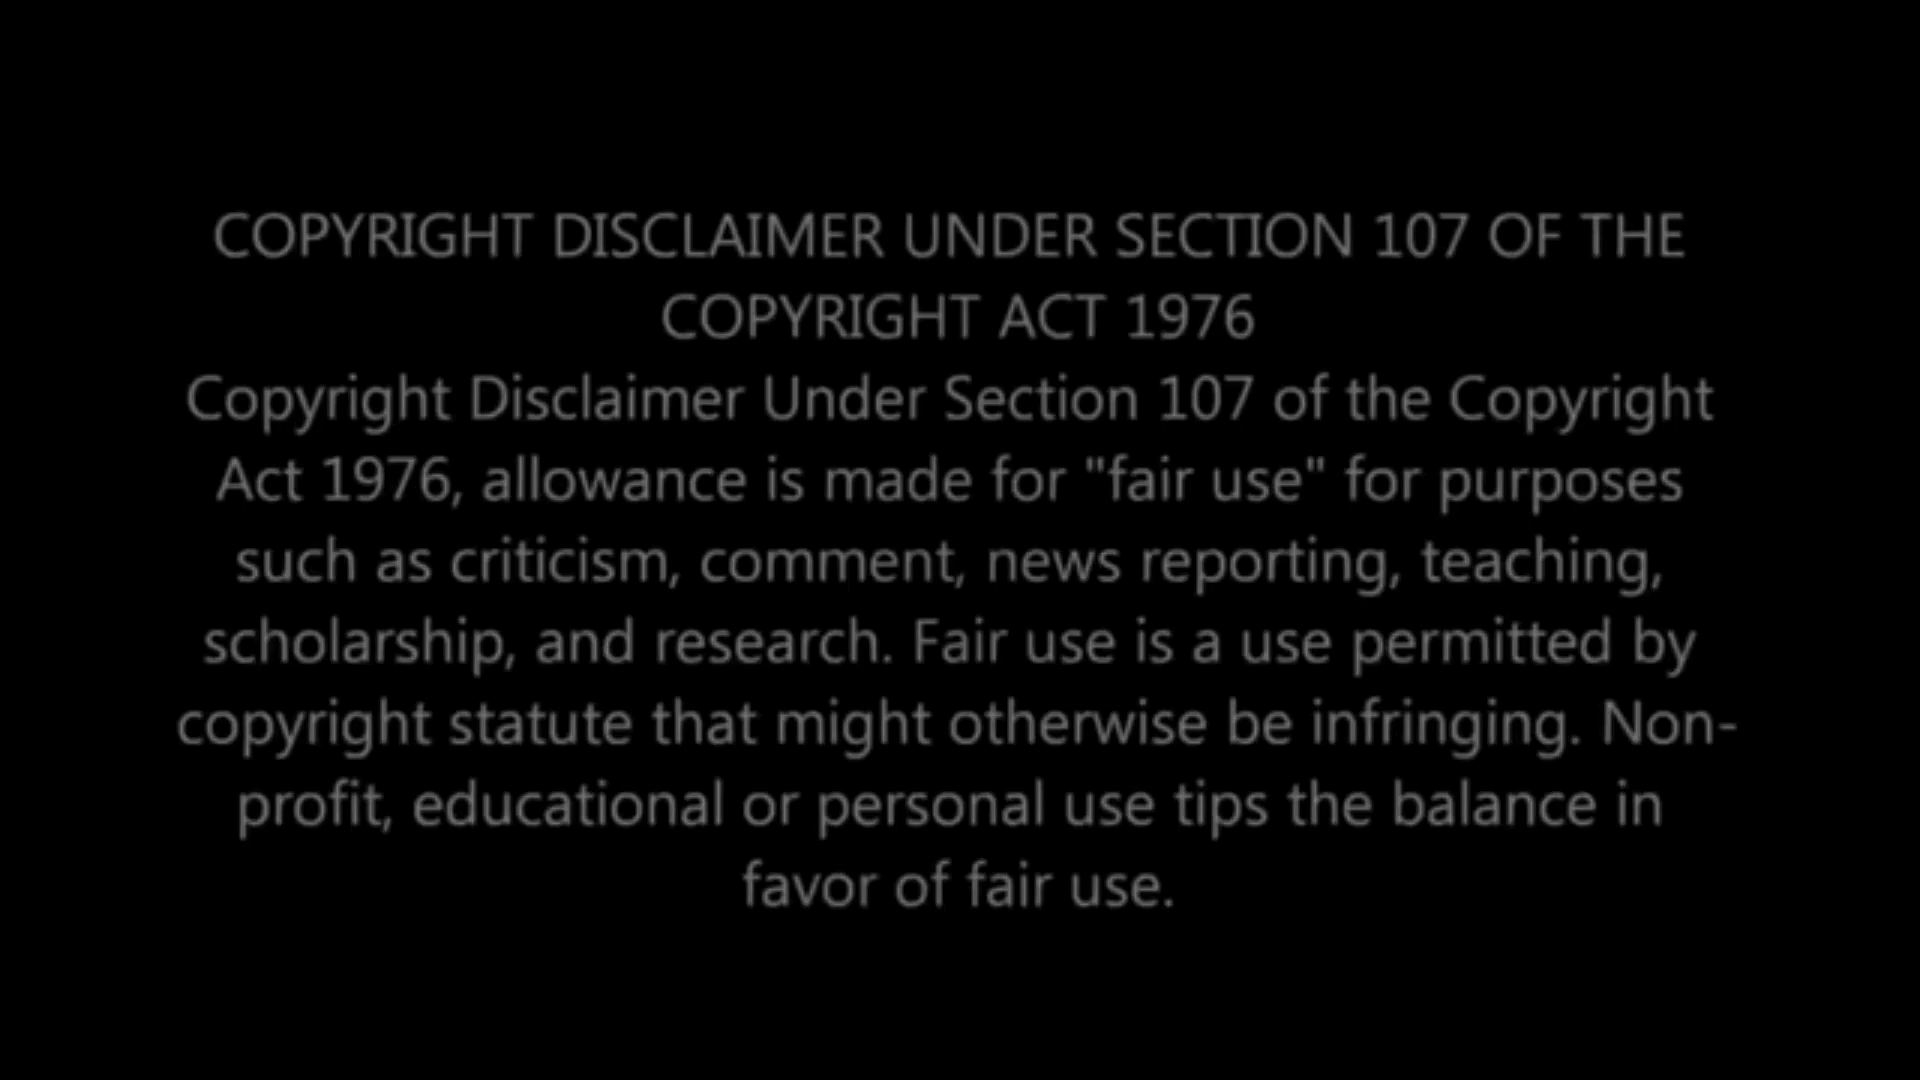 COPYRIGHT DISCLAIMER UNDER SECTION 107 OF THE
COPYRIGHT ACT 1976
Copyright Disclaimer Under Section 107 of the Copyright
Act 1976, allowance is made for "fair use" for purposes
such as criticism, comment, news reporting, teaching,
scholarship, and research. Fair use is a use permitted by
copyright statute that might otherwise be infringing. Non-
profit, educational or personal use tips the balance in
favor of fair use.